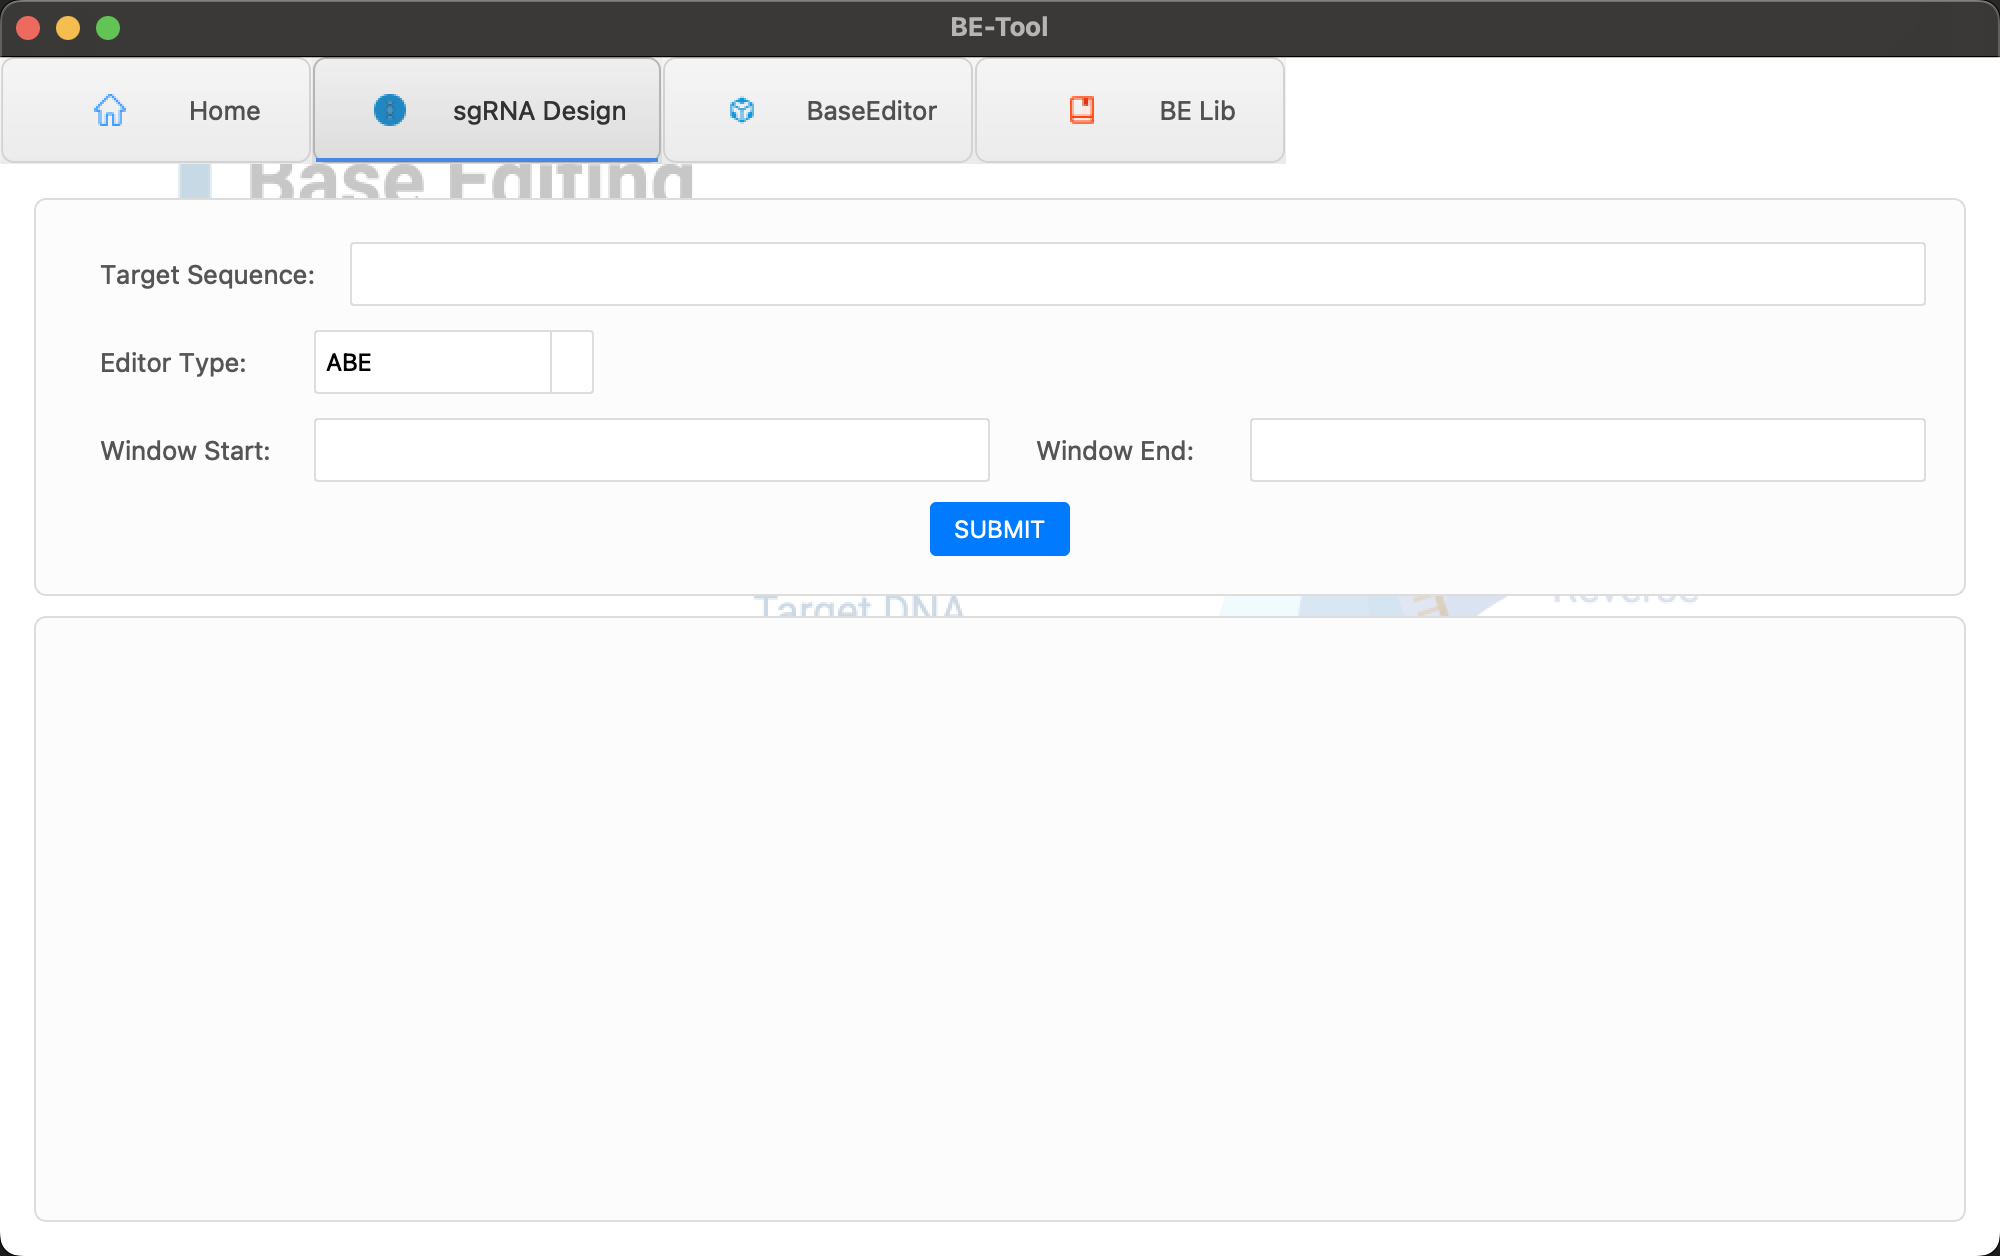 BE-Tool
Home
sgRNA Design
BaseEditor
BE Lib
Base Editing
Target Sequence:
Editor Type:
ABE
Window Start:
Window End:
SUBMIT
Target DNA
Reverse